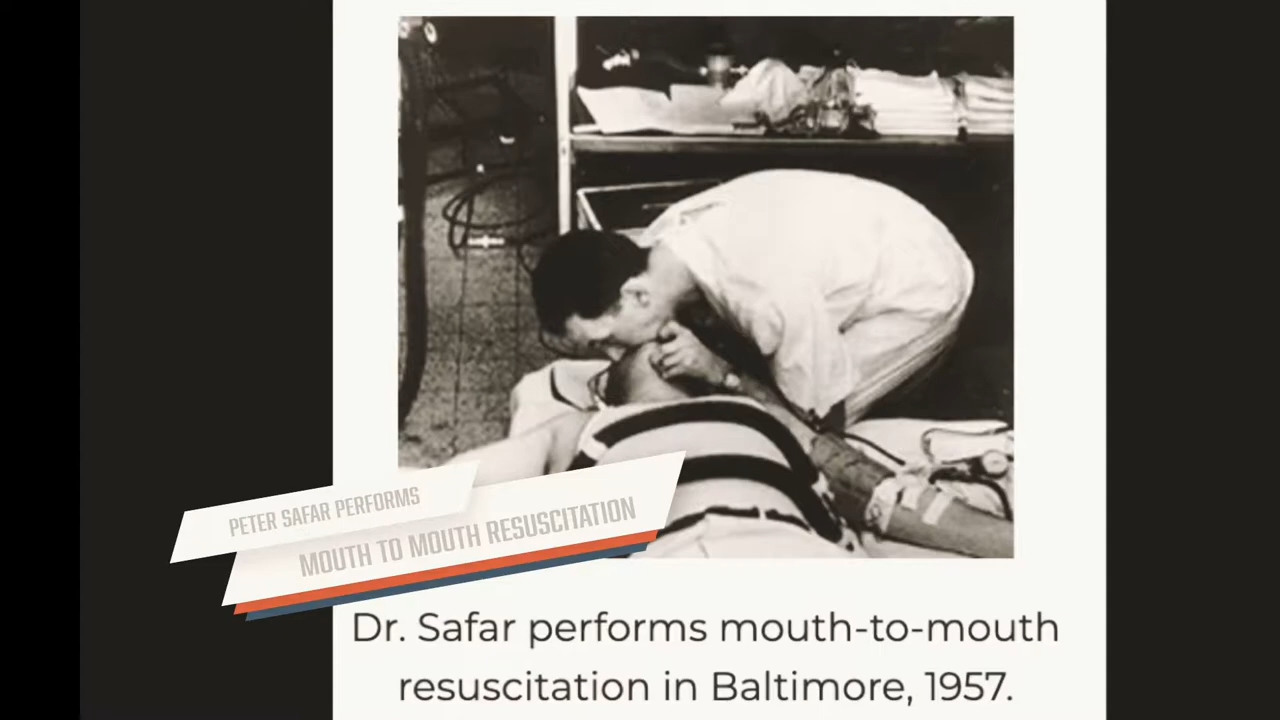 PETER SAFAR PERFORMS
MOUTH TO MOUTH RESUSCITATION
Dr. Safar performs mouth-to-mouth
resuscitation in Baltimore, 1957.